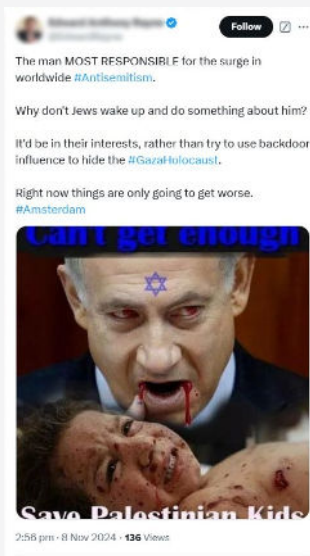 Follow
The man MOST RESPONSIBLE for the surge in
worldwide #Antisemitism.
Why don't Jews wake up and do something about him?
It'd be in their interests, rather than try to use backdoor
influence to hide the #GazaHolocaust.
Right now things are only going to get worse.
#Amsterdam
Can't get enough
Save Palestinian Kids
2:56 pm · 8 Nov 2024 · 136 Views